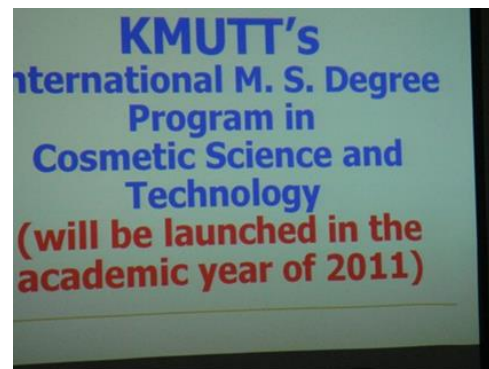 KMUTT's
nternational M. S. Degree
Program in
Cosmetic Science and
Technology
(will be launched in the
academic year of 2011)